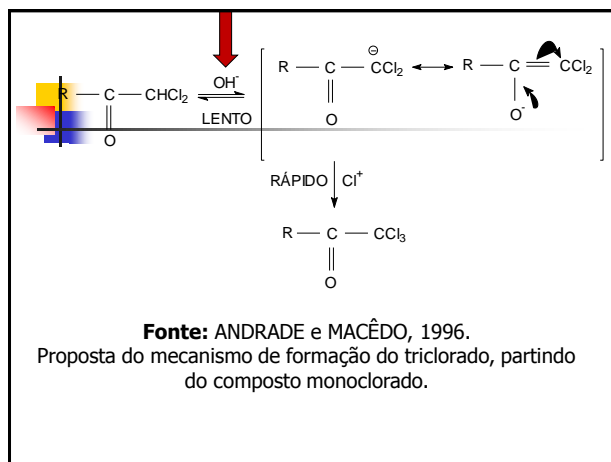 R — C — CHCl₂ OH⁻ LENTO R — C — CCl₂ ⊖ R — C = CCl₂
O O O⁻
RÁPIDO Cl⁺
R — C — CCl₃
O
Fonte: ANDRADE e MACÊDO, 1996.
Proposta do mecanismo de formação do triclorado, partindo
do composto monoclorado.